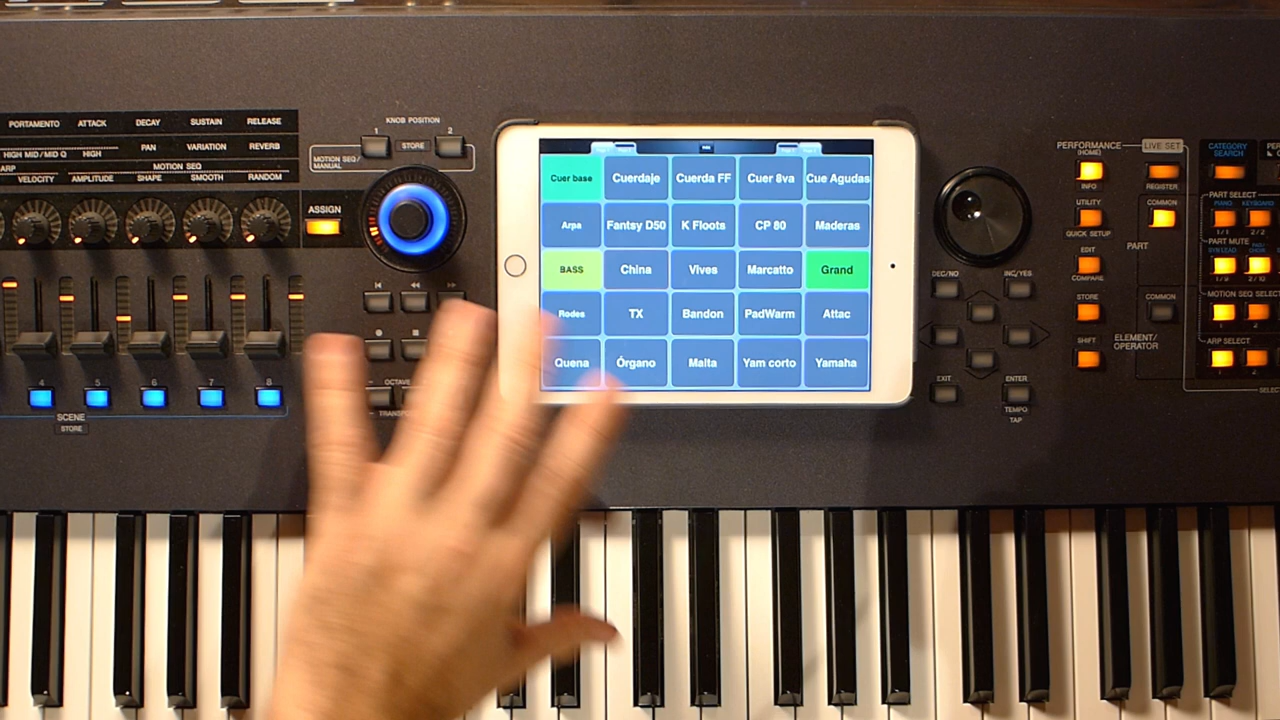 PORTAMENTO ATTACK DECAY SUSTAIN RELEASE
PAN VARIATION REVERB
HIGH MID/MID Q HIGH
ARP MOTION SEQ
VELOCITY AMPLITUDE SHAPE SMOOTH RANDOM
KNOB POSITION
1 2
STORE
MOTION SEQ/
MANUAL
ASSIGN
OCTAVE
4 5 6 7 8
SCENE
STORE
Cuer base Cuerdaje Cuerda FF Cuer 8va Cue Agudas
Arpa Fantsy D50 K Floots CP 80 Maderas
BASS China Vives Marcatto Grand
Rodes TX Bandon PadWarm Attac
Quena Órgano Malta Yam corto Yamaha
DEC/NO INC/YES
EXIT ENTER
TEMPO
TAP
PERFORMANCE
(HOME)
INFO
UTILITY
QUICK SETUP
EDIT
COMPARE
STORE
SHIFT
LIVE SET
REGISTER
COMMON
PART
COMMON
ELEMENT/
OPERATOR
CATEGORY
SEARCH
PART SELECT
PIANO KEYBOARD
1/1 2/2
PART MUTE
1/9 2/10
MOTION SEQ SELECT
ARP SELECT